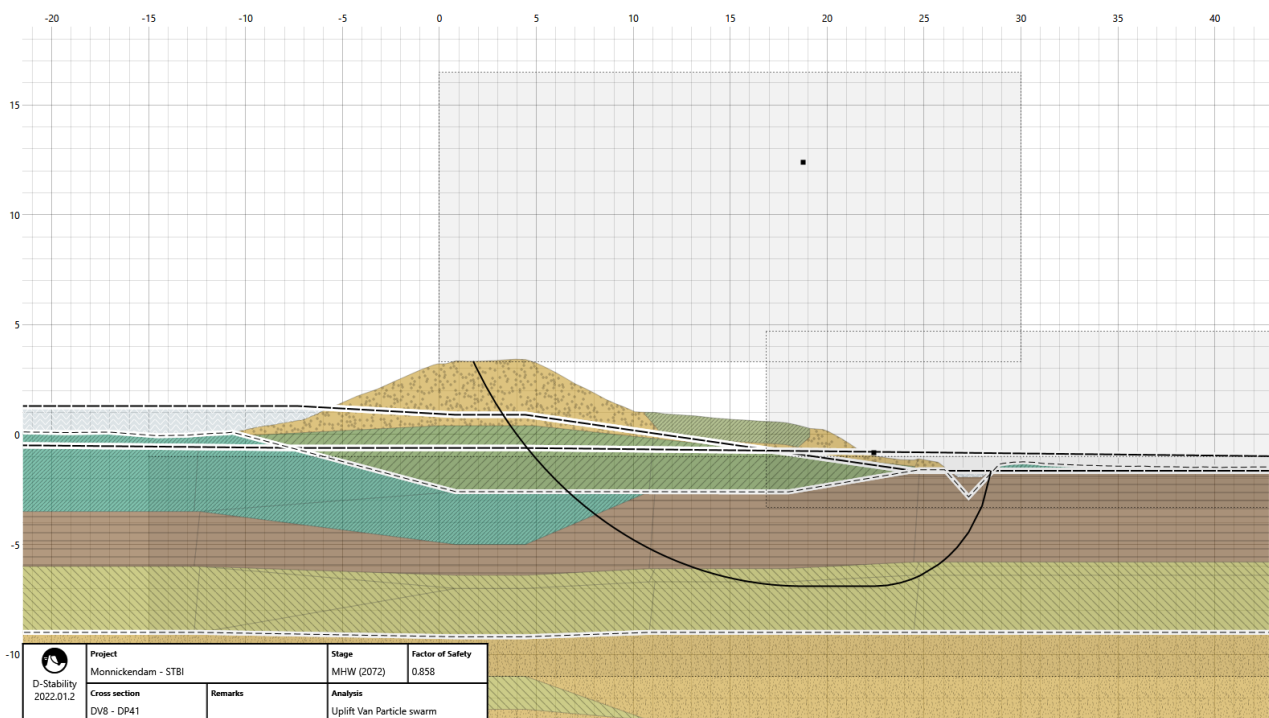 -20 -15 -10 -5 0 5 10 15 20 25 30 35 40
15
10
5
0
-5
-10
Project Stage Factor of Safety
Monnickendam - STBI MHW (2072) 0.858
D-Stability
2022.01.2
Cross section Remarks Analysis
DV8 - DP41 Uplift Van Particle swarm